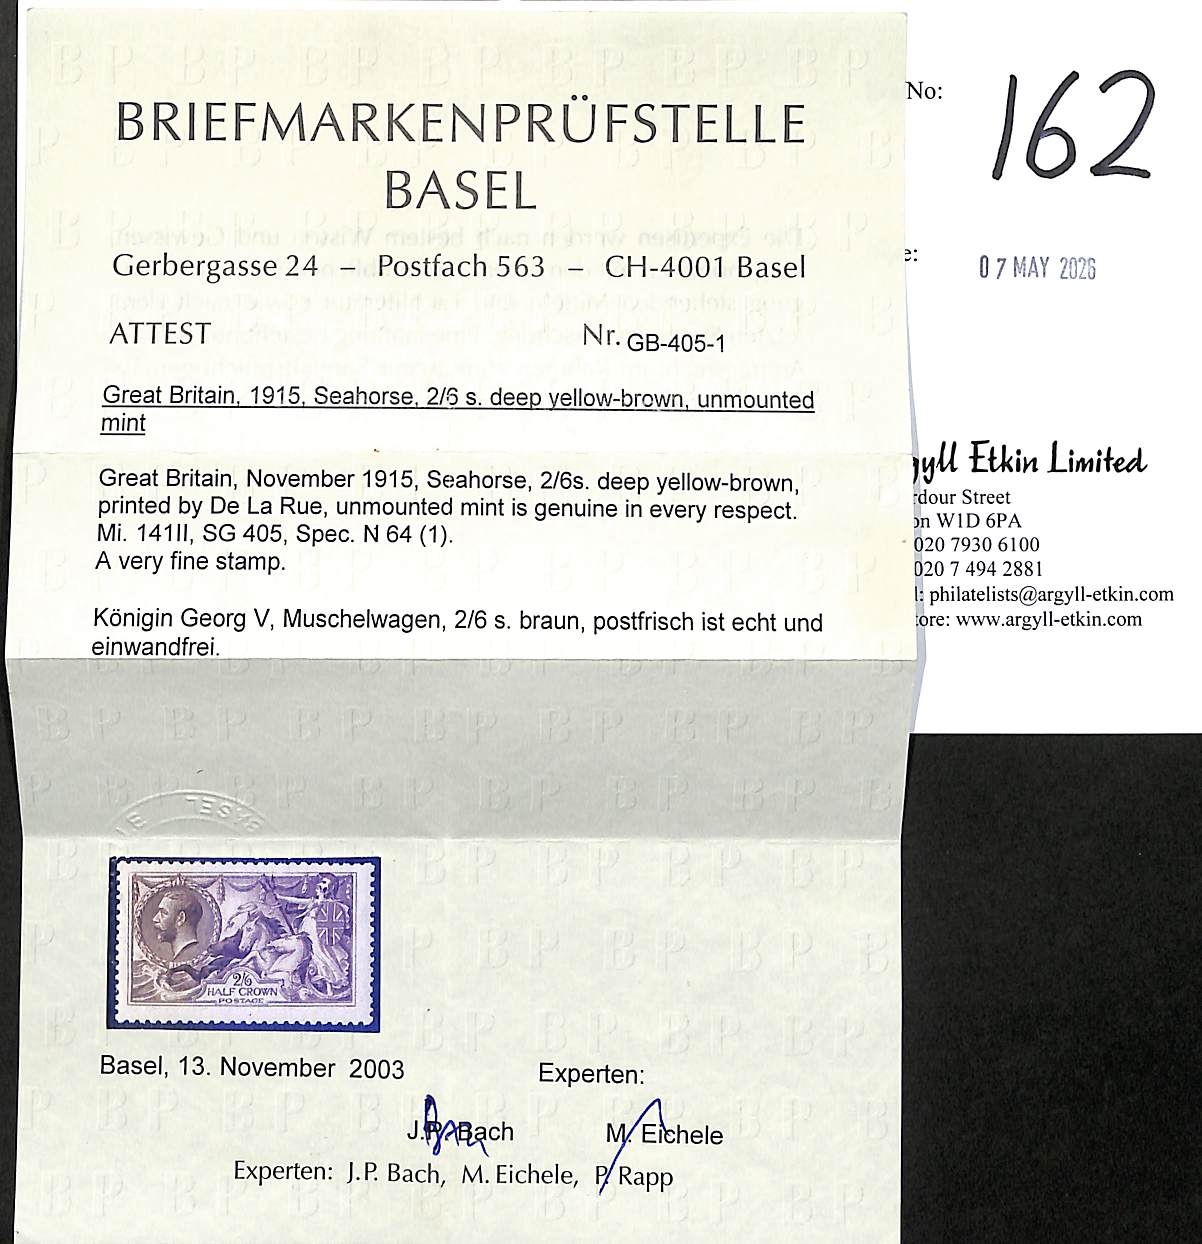 BRIEFMARKENPRÜFSTELLE
BASEL
Gerbergasse 24 – Postfach 563 – CH-4001 Basel
ATTEST Nr. GB-405-1
Great Britain, 1915, Seahorse, 2/6 s. deep yellow-brown, unmounted
mint
Great Britain, November 1915, Seahorse, 2/6s. deep yellow-brown,
printed by De La Rue, unmounted mint is genuine in every respect.
Mi. 141II, SG 405, Spec. N 64 (1).
A very fine stamp.
Königin Georg V, Muschelwagen, 2/6 s. braun, postfrisch ist echt und
einwandfrei.
2/6
HALF CROWN
POSTAGE
Basel, 13. November 2003
Experten:
J.P. Bach M. Eichele
Experten: J.P. Bach, M. Eichele, P. Rapp
No: 162
e: 07 MAY 2026
gyll Etkin Limited
rdour Street
on W1D 6PA
020 7930 6100
020 7 494 2881
l: philatelists@argyll-etkin.com
tore: www.argyll-etkin.com